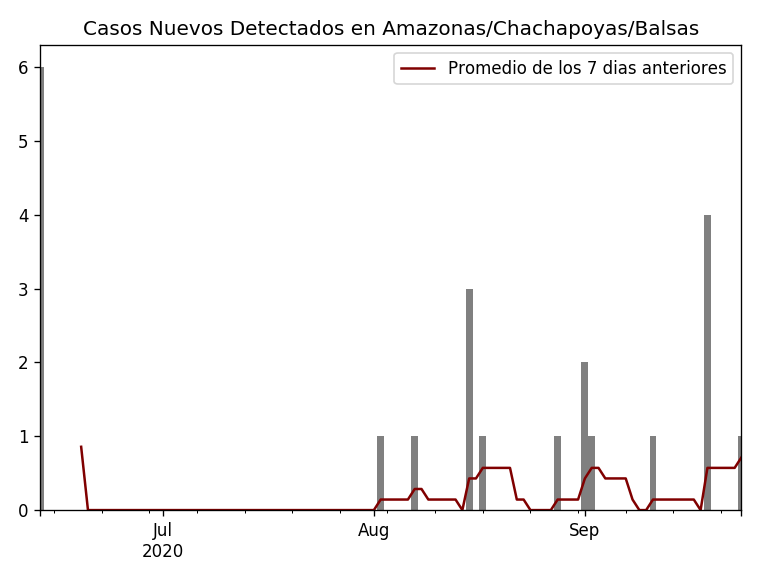 Casos Nuevos Detectados en Amazonas/Chachapoyas/Balsas
Promedio de los 7 dias anteriores
6
5
4
3
2
1
0
Jul
2020
Aug
Sep